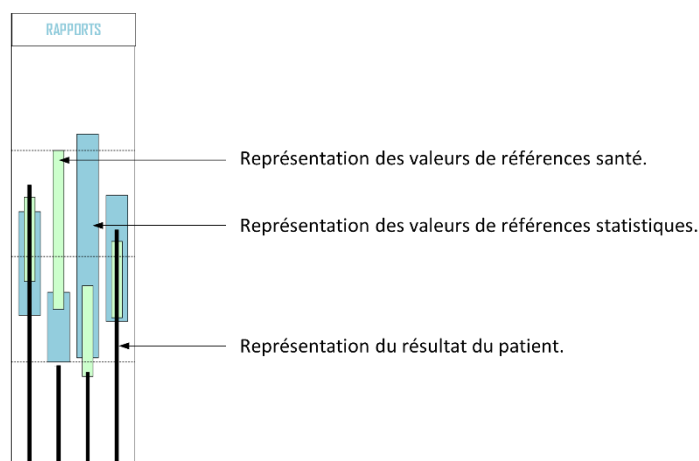 RAPPORTS
Représentation des valeurs de références santé.
Représentation des valeurs de références statistiques.
Représentation du résultat du patient.